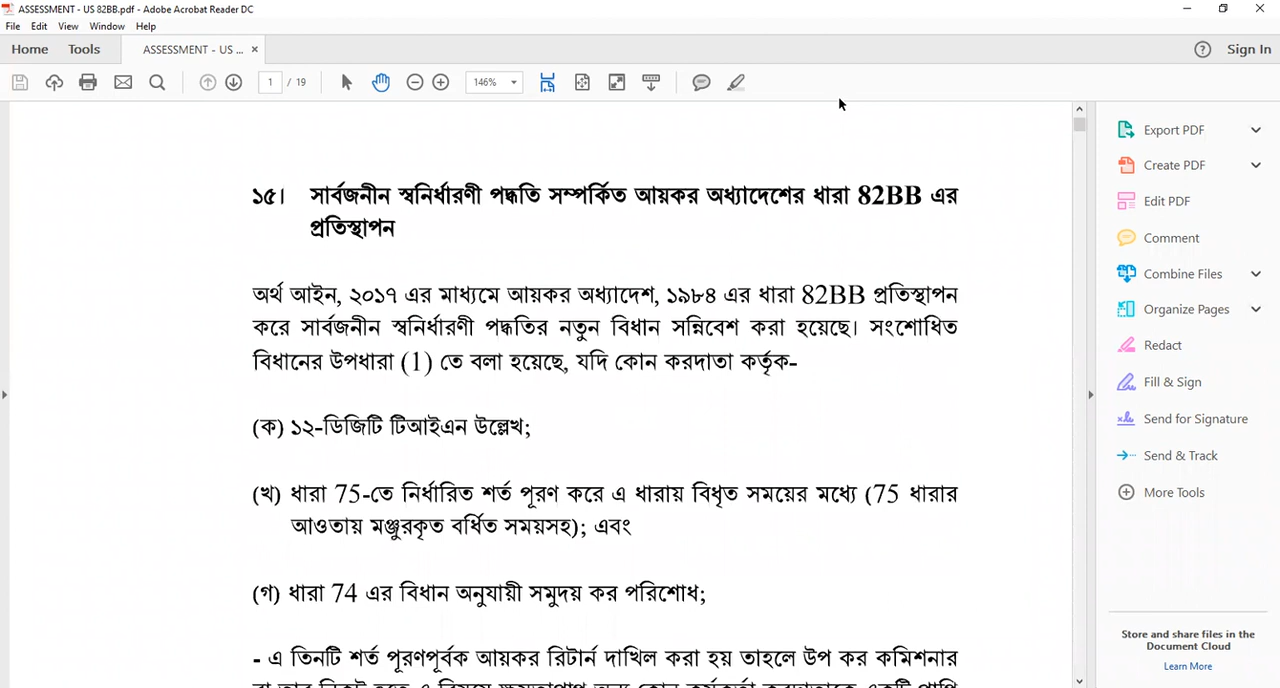 ASSESSMENT - US 82BB.pdf - Adobe Acrobat Reader DC
File Edit View Window Help
Home Tools ASSESSMENT - US ... × Sign In
1 / 19 146%
১৫। সার্বজনীন স্বনির্ধারণী পদ্ধতি সম্পর্কিত আয়কর অধ্যাদেশের ধারা 82BB এর
প্রতিস্থাপন
অর্থ আইন, ২০১৭ এর মাধ্যমে আয়কর অধ্যাদেশ, ১৯৮৪ এর ধারা 82BB প্রতিস্থাপন
করে সার্বজনীন স্বনির্ধারণী পদ্ধতির নতুন বিধান সন্নিবেশ করা হয়েছে। সংশোধিত
বিধানের উপধারা (1) তে বলা হয়েছে, যদি কোন করদাতা কর্তৃক-
(ক) ১২-ডিজিটি টিআইএন উল্লেখ;
(খ) ধারা 75-তে নির্ধারিত শর্ত পূরণ করে এ ধারায় বিধৃত সময়ের মধ্যে (75 ধারার
আওতায় মঞ্জুরকৃত বর্ধিত সময়সহ); এবং
(গ) ধারা 74 এর বিধান অনুযায়ী সমুদয় কর পরিশোধ;
- এ তিনটি শর্ত পূরণপূর্বক আয়কর রিটার্ন দাখিল করা হয় তাহলে উপ কর কমিশনার
Export PDF
Create PDF
Edit PDF
Comment
Combine Files
Organize Pages
Redact
Fill & Sign
Send for Signature
Send & Track
More Tools
Store and share files in the
Document Cloud
Learn More